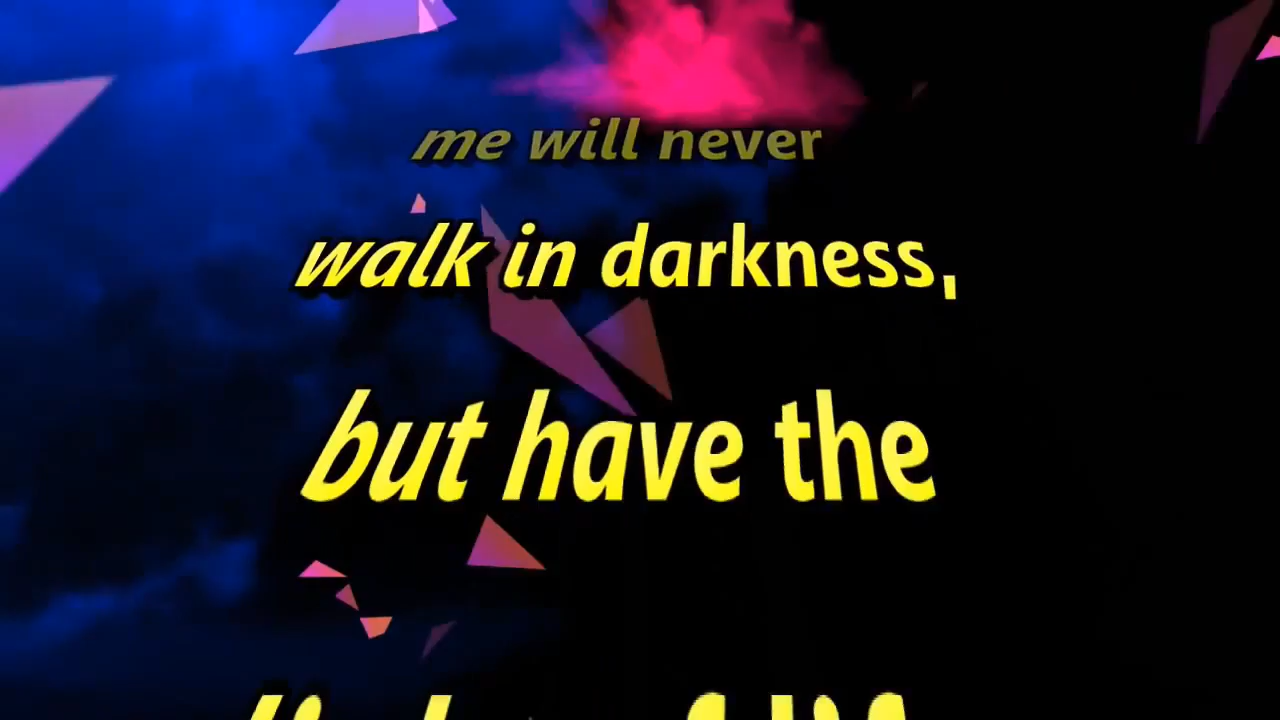 me will never
walk in darkness,
but have the